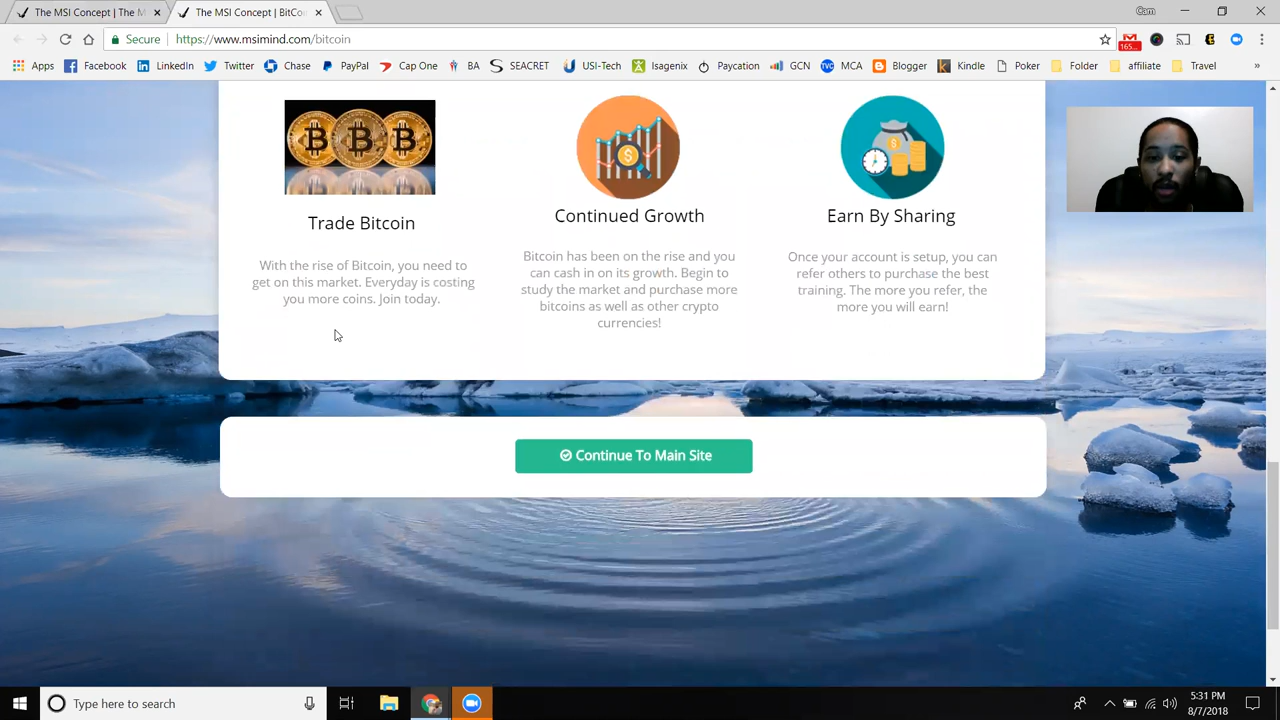 The MSI Concept | The M
The MSI Concept | BitCo
Cam
Secure
https://www.msimind.com/bitcoin
165...
Apps
Facebook
LinkedIn
Twitter
Chase
PayPal
Cap One
BA
SEACRET
USI-Tech
Isagenix
Paycation
GCN
TVC
MCA
Blogger
Kindle
Poker
Folder
affiliate
Travel
»
Trade Bitcoin
With the rise of Bitcoin, you need to
get on this market. Everyday is costing
you more coins. Join today.
Continued Growth
Bitcoin has been on the rise and you
can cash in on its growth. Begin to
study the market and purchase more
bitcoins as well as other crypto
currencies!
Earn By Sharing
Once your account is setup, you can
refer others to purchase the best
training. The more you refer, the
more you will earn!
Continue To Main Site
Type here to search
5:31 PM
8/7/2018